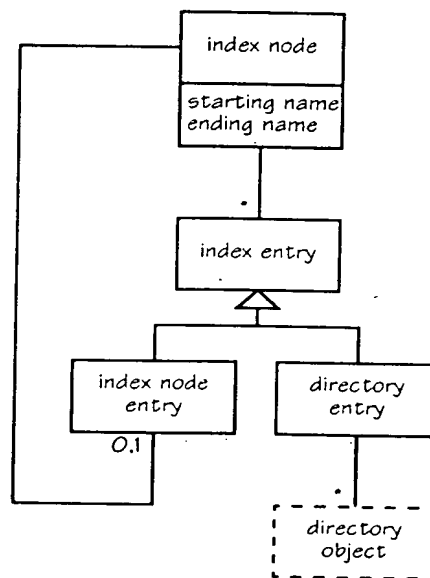 index node
starting name
ending name
*
index entry
index node
entry
directory
entry
0,1
*
directory
object